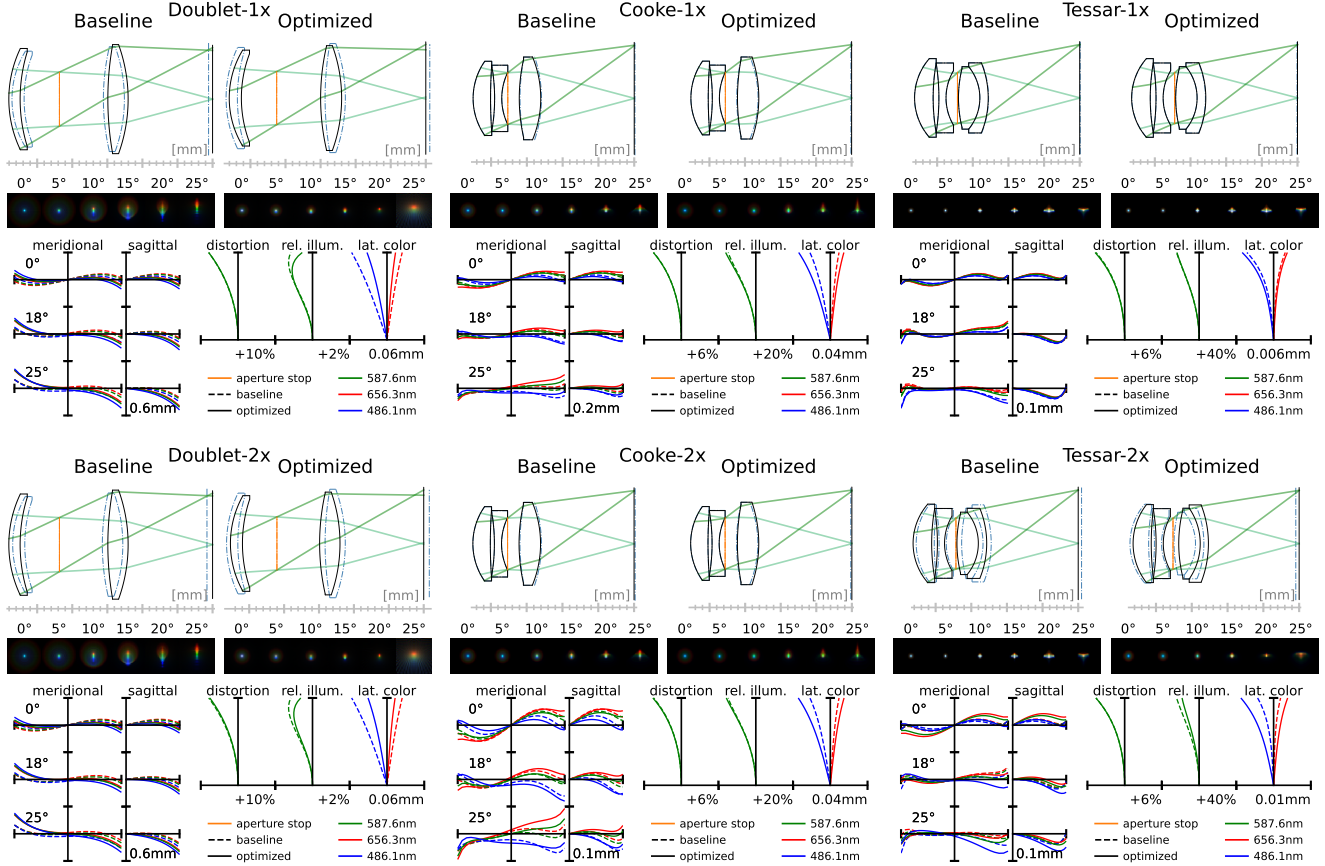 Doublet-1x
Baseline Optimized
[mm] [mm]
0° 5° 10° 15° 20° 25° 0° 5° 10° 15° 20° 25°
meridional sagittal distortion rel. illum. lat. color
0°
18°
25°
0.6mm
+10% +2% 0.06mm
aperture stop 587.6nm
baseline 656.3nm
optimized 486.1nm
Cooke-1x
Baseline Optimized
[mm] [mm]
0° 5° 10° 15° 20° 25° 0° 5° 10° 15° 20° 25°
meridional sagittal distortion rel. illum. lat. color
0°
18°
25°
0.2mm
+6% +20% 0.04mm
aperture stop 587.6nm
baseline 656.3nm
optimized 486.1nm
Tessar-1x
Baseline Optimized
[mm] [mm]
0° 5° 10° 15° 20° 25° 0° 5° 10° 15° 20° 25°
meridional sagittal distortion rel. illum. lat. color
0°
18°
25°
0.1mm
+6% +40% 0.006mm
aperture stop 587.6nm
baseline 656.3nm
optimized 486.1nm
Doublet-2x
Baseline Optimized
[mm] [mm]
0° 5° 10° 15° 20° 25° 0° 5° 10° 15° 20° 25°
meridional sagittal distortion rel. illum. lat. color
0°
18°
25°
0.6mm
+10% +2% 0.06mm
aperture stop 587.6nm
baseline 656.3nm
optimized 486.1nm
Cooke-2x
Baseline Optimized
[mm] [mm]
0° 5° 10° 15° 20° 25° 0° 5° 10° 15° 20° 25°
meridional sagittal distortion rel. illum. lat. color
0°
18°
25°
0.1mm
+6% +20% 0.04mm
aperture stop 587.6nm
baseline 656.3nm
optimized 486.1nm
Tessar-2x
Baseline Optimized
[mm] [mm]
0° 5° 10° 15° 20° 25° 0° 5° 10° 15° 20° 25°
meridional sagittal distortion rel. illum. lat. color
0°
18°
25°
0.1mm
+6% +40% 0.01mm
aperture stop 587.6nm
baseline 656.3nm
optimized 486.1nm